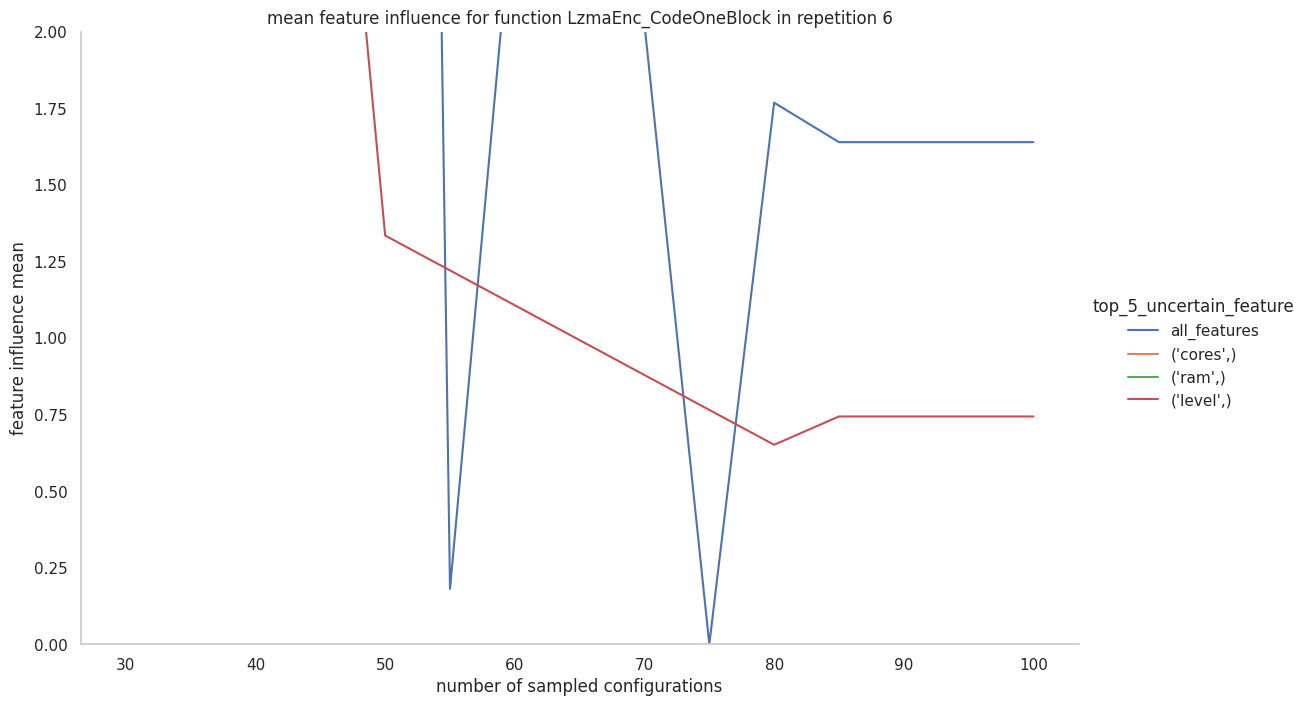 mean feature influence for function LzmaEnc_CodeOneBlock in repetition 6
2.00
1.75
1.50
1.25
1.00
0.75
0.50
0.25
0.00
feature influence mean
30 40 50 60 70 80 90 100
number of sampled configurations
top_5_uncertain_feature
all_features
('cores',)
('ram',)
('level',)